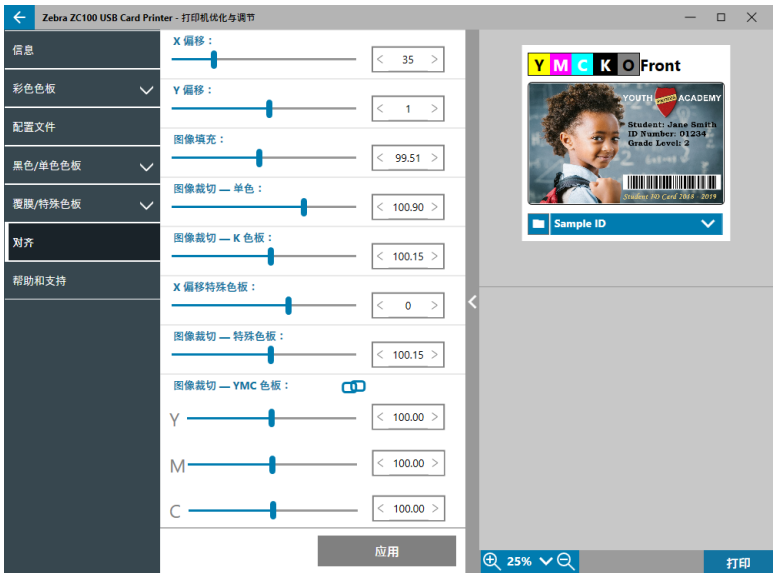 Zebra ZC100 USB Card Printer - 打印机优化与调节
信息
彩色色板
配置文件
黑色/单色色板
覆膜/特殊色板
对齐
帮助和支持
X 偏移：
35
Y 偏移：
1
图像填充：
99.51
图像裁切 — 单色：
100.90
图像裁切 — K 色板：
100.15
X 偏移特殊色板：
0
图像裁切 — 特殊色板：
100.15
图像裁切 — YMC 色板：
Y
100.00
M
100.00
C
100.00
应用
Y M C K O Front
YOUTH ACADEMY
Student: Jane Smith
ID Number: 01234
Grade Level: 2
Student ID Card 2018 - 2019
Sample ID
25%
打印